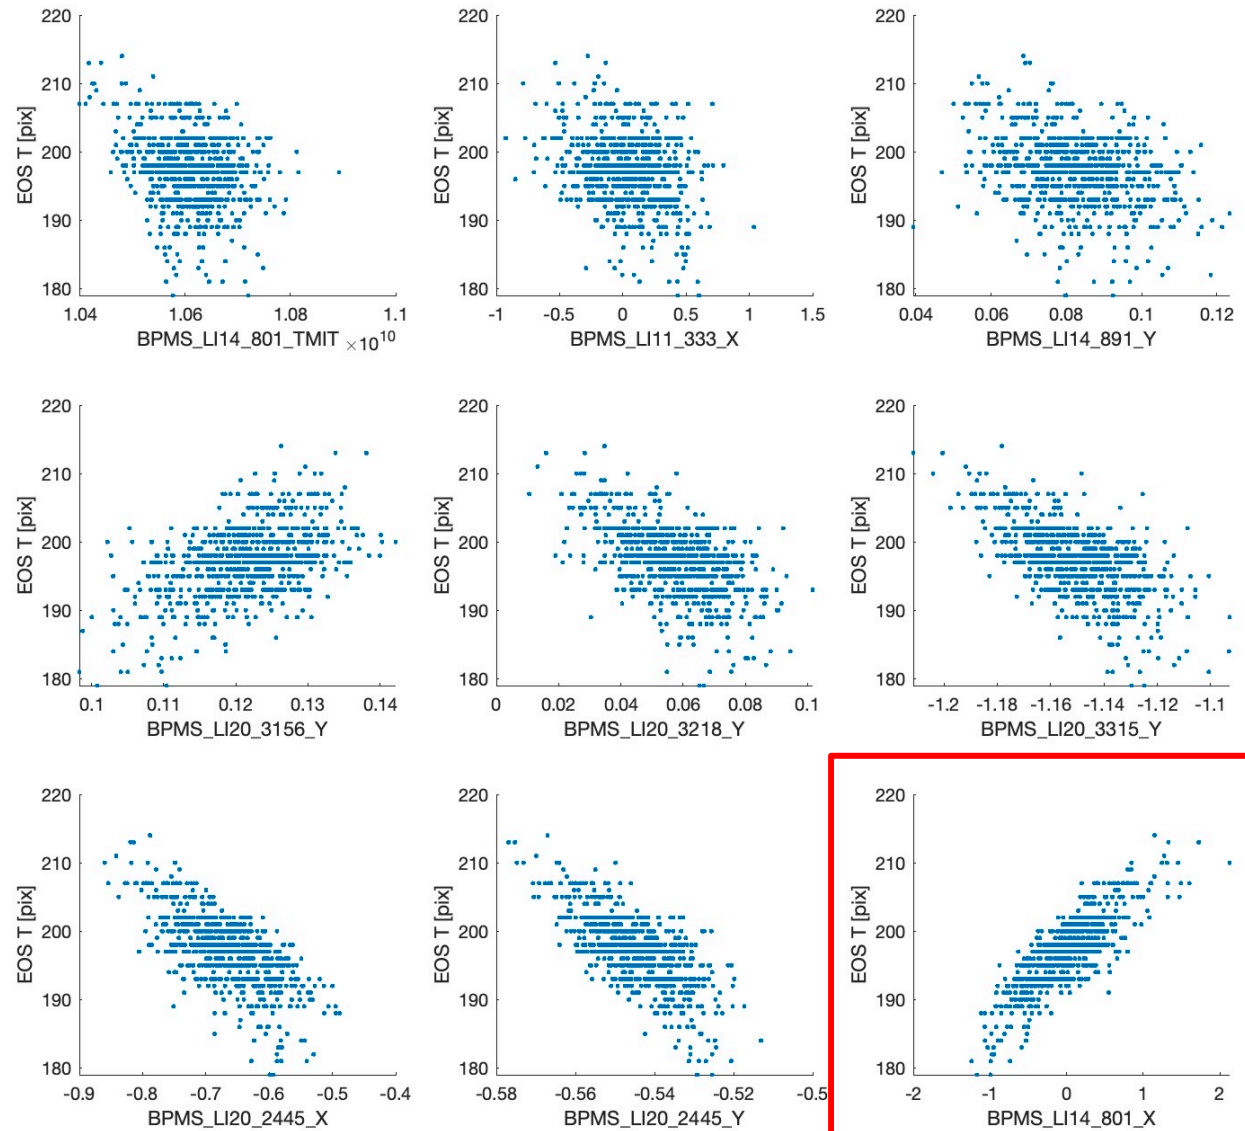 220
210
200
190
180
EOS T [pix]
1.04 1.06 1.08 1.1
BPMS_LI14_801_TMIT ×10^10
220
210
200
190
180
EOS T [pix]
-1 -0.5 0 0.5 1 1.5
BPMS_LI11_333_X
220
210
200
190
180
EOS T [pix]
0.04 0.06 0.08 0.1 0.12
BPMS_LI14_891_Y
220
210
200
190
180
EOS T [pix]
0.1 0.11 0.12 0.13 0.14
BPMS_LI20_3156_Y
220
210
200
190
180
EOS T [pix]
0 0.02 0.04 0.06 0.08 0.1
BPMS_LI20_3218_Y
220
210
200
190
180
EOS T [pix]
-1.2 -1.18 -1.16 -1.14 -1.12 -1.1
BPMS_LI20_3315_Y
220
210
200
190
180
EOS T [pix]
-0.9 -0.8 -0.7 -0.6 -0.5 -0.4
BPMS_LI20_2445_X
220
210
200
190
180
EOS T [pix]
-0.58 -0.56 -0.54 -0.52 -0.5
BPMS_LI20_2445_Y
220
210
200
190
180
EOS T [pix]
-2 -1 0 1 2
BPMS_LI14_801_X